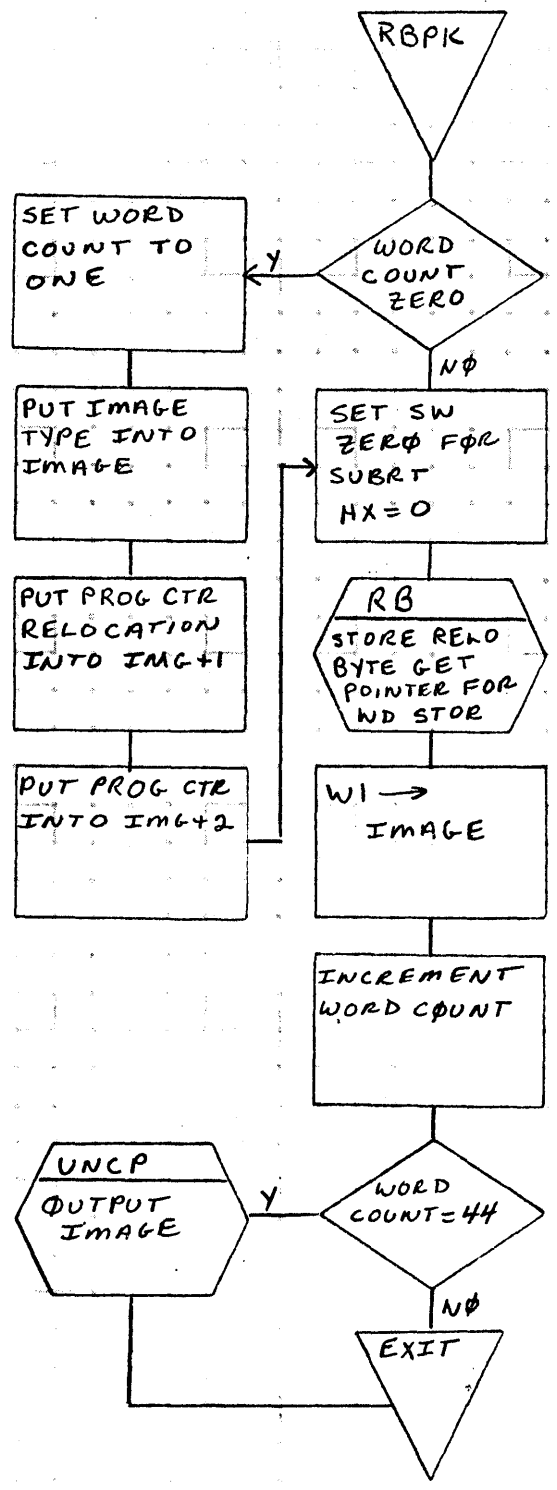 RBPK
WORD
COUNT
ZERO
Y
NØ
SET WORD
COUNT TO
ONE
PUT IMAGE
TYPE INTO
IMAGE
PUT PROG CTR
RELOCATION
INTO IMG+1
PUT PROG CTR
INTO IMG+2
SET SW
ZERØ FØR
SUBRT
HX=0
RB
STORE RELO
BYTE GET
POINTER FOR
WD STOR
W1 →
IMAGE
INCREMENT
WORD CØUNT
WORD
COUNT=44
Y
NØ
UNCP
ØUTPUT
IMAGE
EXIT